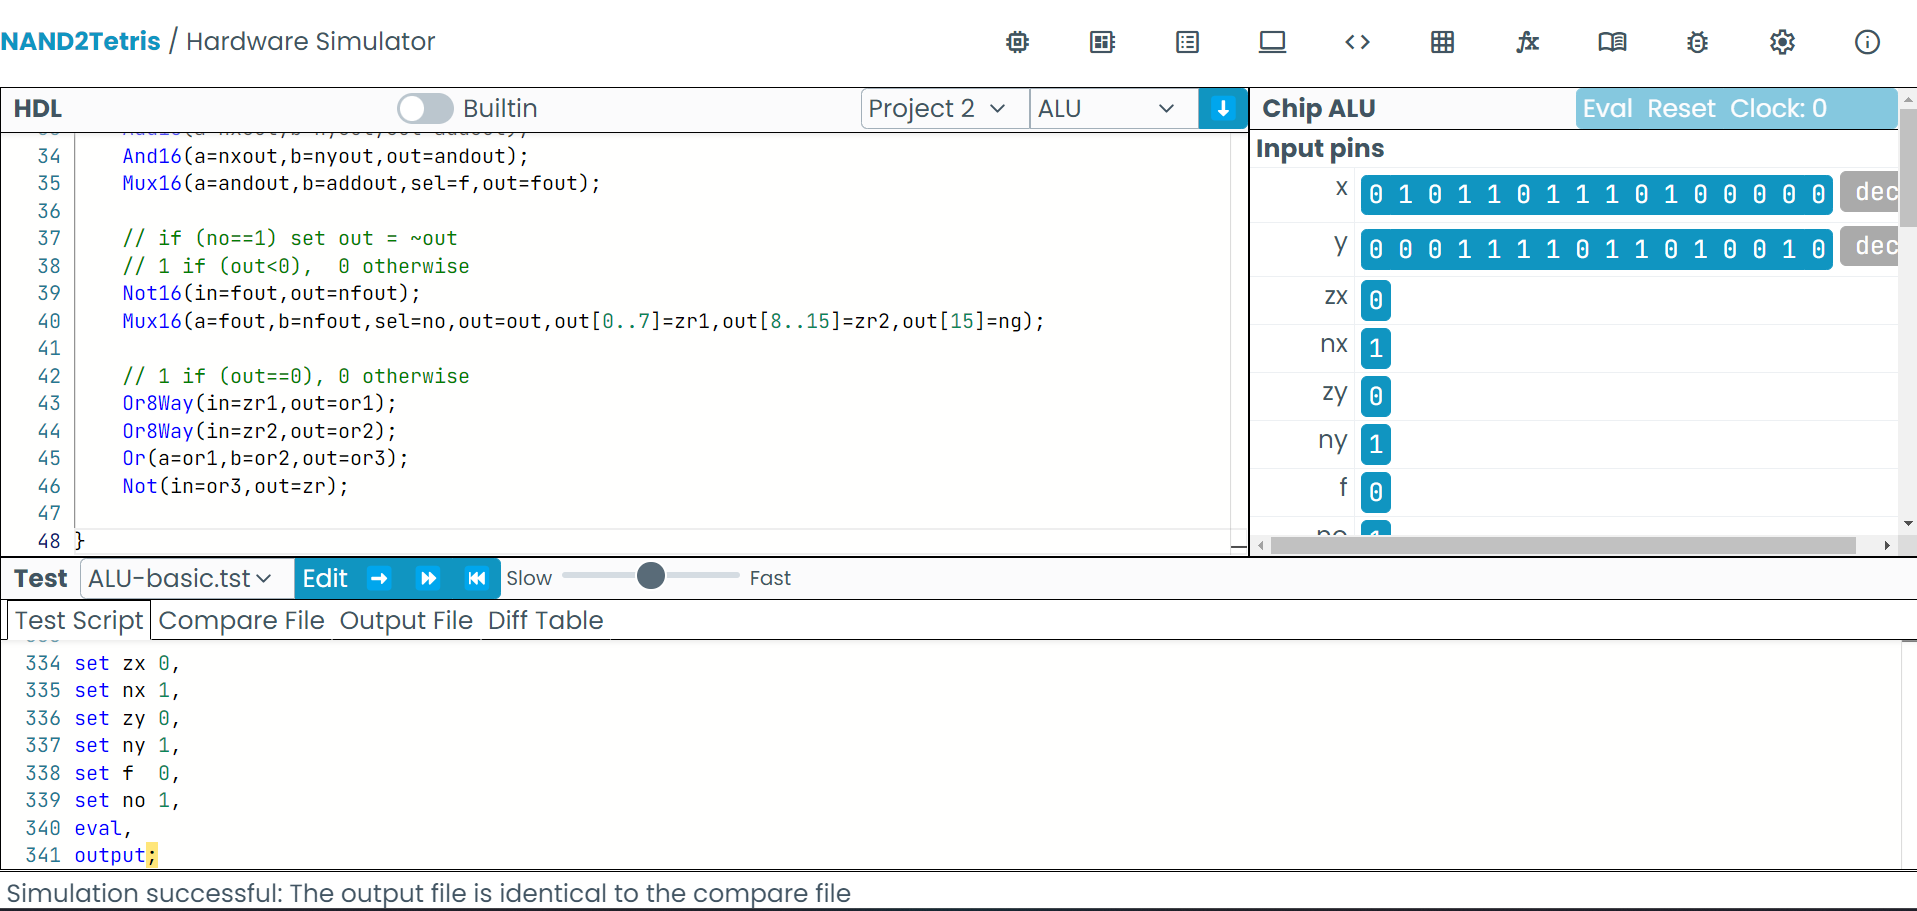 NAND2Tetris / Hardware Simulator
HDL
Builtin
Project 2
ALU
34 And16(a=nxout,b=nyout,out=andout);
35 Mux16(a=andout,b=addout,sel=f,out=fout);
36
37 // if (no==1) set out = ~out
38 // 1 if (out<0),  0 otherwise
39 Not16(in=fout,out=nfout);
40 Mux16(a=fout,b=nfout,sel=no,out=out,out[0..7]=zr1,out[8..15]=zr2,out[15]=ng);
41
42 // 1 if (out==0), 0 otherwise
43 Or8Way(in=zr1,out=or1);
44 Or8Way(in=zr2,out=or2);
45 Or(a=or1,b=or2,out=or3);
46 Not(in=or3,out=zr);
47
48 }
Chip ALU
Eval Reset Clock: 0
Input pins
x 0 1 0 1 1 0 1 1 1 0 1 0 0 0 0 0 dec
y 0 0 0 1 1 1 1 0 1 1 0 1 0 0 1 0 dec
zx 0
nx 1
zy 0
ny 1
f 0
no 1
Test
ALU-basic.tst
Edit
Slow
Fast
Test Script Compare File Output File Diff Table
334 set zx 0,
335 set nx 1,
336 set zy 0,
337 set ny 1,
338 set f  0,
339 set no 1,
340 eval,
341 output;
Simulation successful: The output file is identical to the compare file